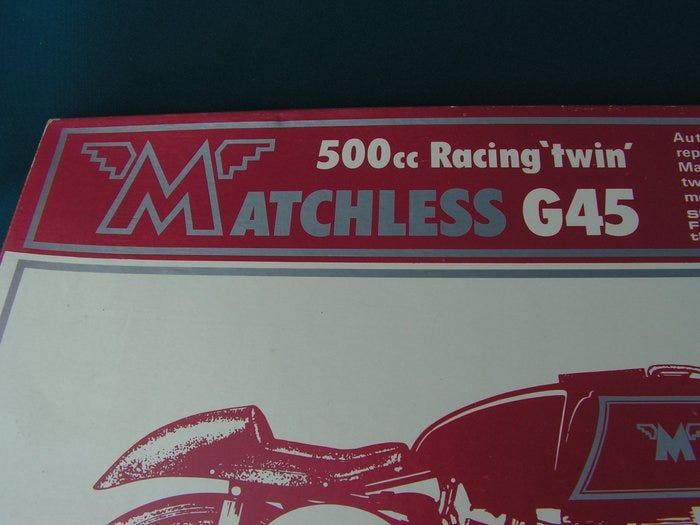 500cc Racing 'twin'
MATCHLESS G45
M